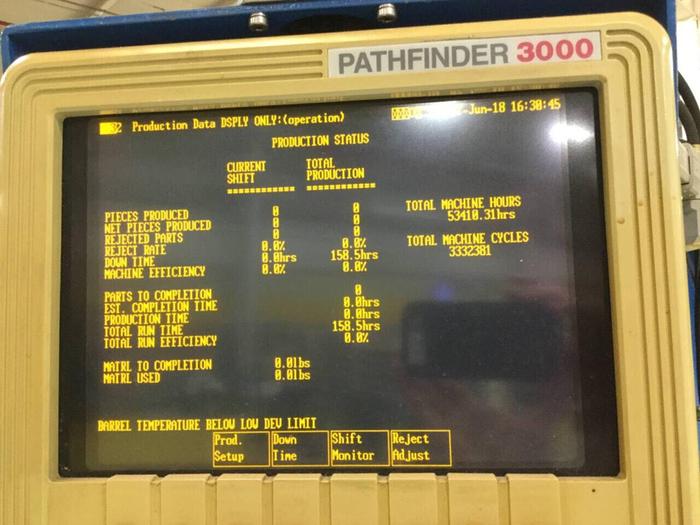 PATHFINDER 3000
Production Data DSPLY ONLY:(operation)
-Jun-18 16:30:45
PRODUCTION STATUS
CURRENT SHIFT
TOTAL PRODUCTION
============ ============
PIECES PRODUCED 0 0
NET PIECES PRODUCED 0 0
REJECTED PARTS 0 0
REJECT RATE 0.0% 0.0%
DOWN TIME 0.0hrs 158.5hrs
MACHINE EFFICIENCY 0.0% 0.0%
TOTAL MACHINE HOURS
53410.31hrs
TOTAL MACHINE CYCLES
3332381
PARTS TO COMPLETION 0
EST. COMPLETION TIME 0.0hrs
PRODUCTION TIME 0.0hrs
TOTAL RUN TIME 158.5hrs
TOTAL RUN EFFICIENCY 0.0%
MATRL TO COMPLETION 0.0lbs
MATRL USED 0.0lbs
BARREL TEMPERATURE BELOW LOW DEV LIMIT
Prod. Setup
Down Time
Shift Monitor
Reject Adjust